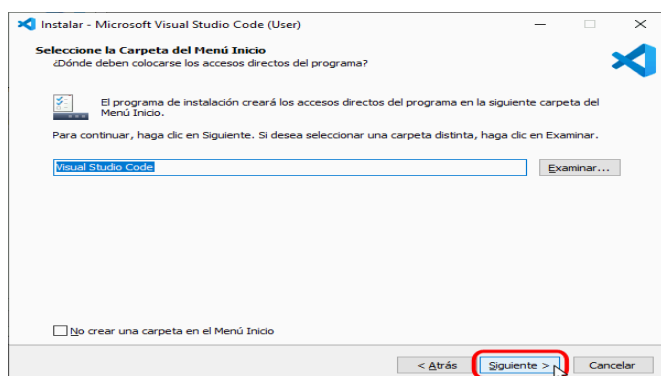 Instalar - Microsoft Visual Studio Code (User)
Seleccione la Carpeta del Menú Inicio
¿Dónde deben colocarse los accesos directos del programa?
El programa de instalación creará los accesos directos del programa en la siguiente carpeta del
Menú Inicio.
Para continuar, haga clic en Siguiente. Si desea seleccionar una carpeta distinta, haga clic en Examinar.
Visual Studio Code
Examinar...
No crear una carpeta en el Menú Inicio
< Atrás
Siguiente >
Cancelar